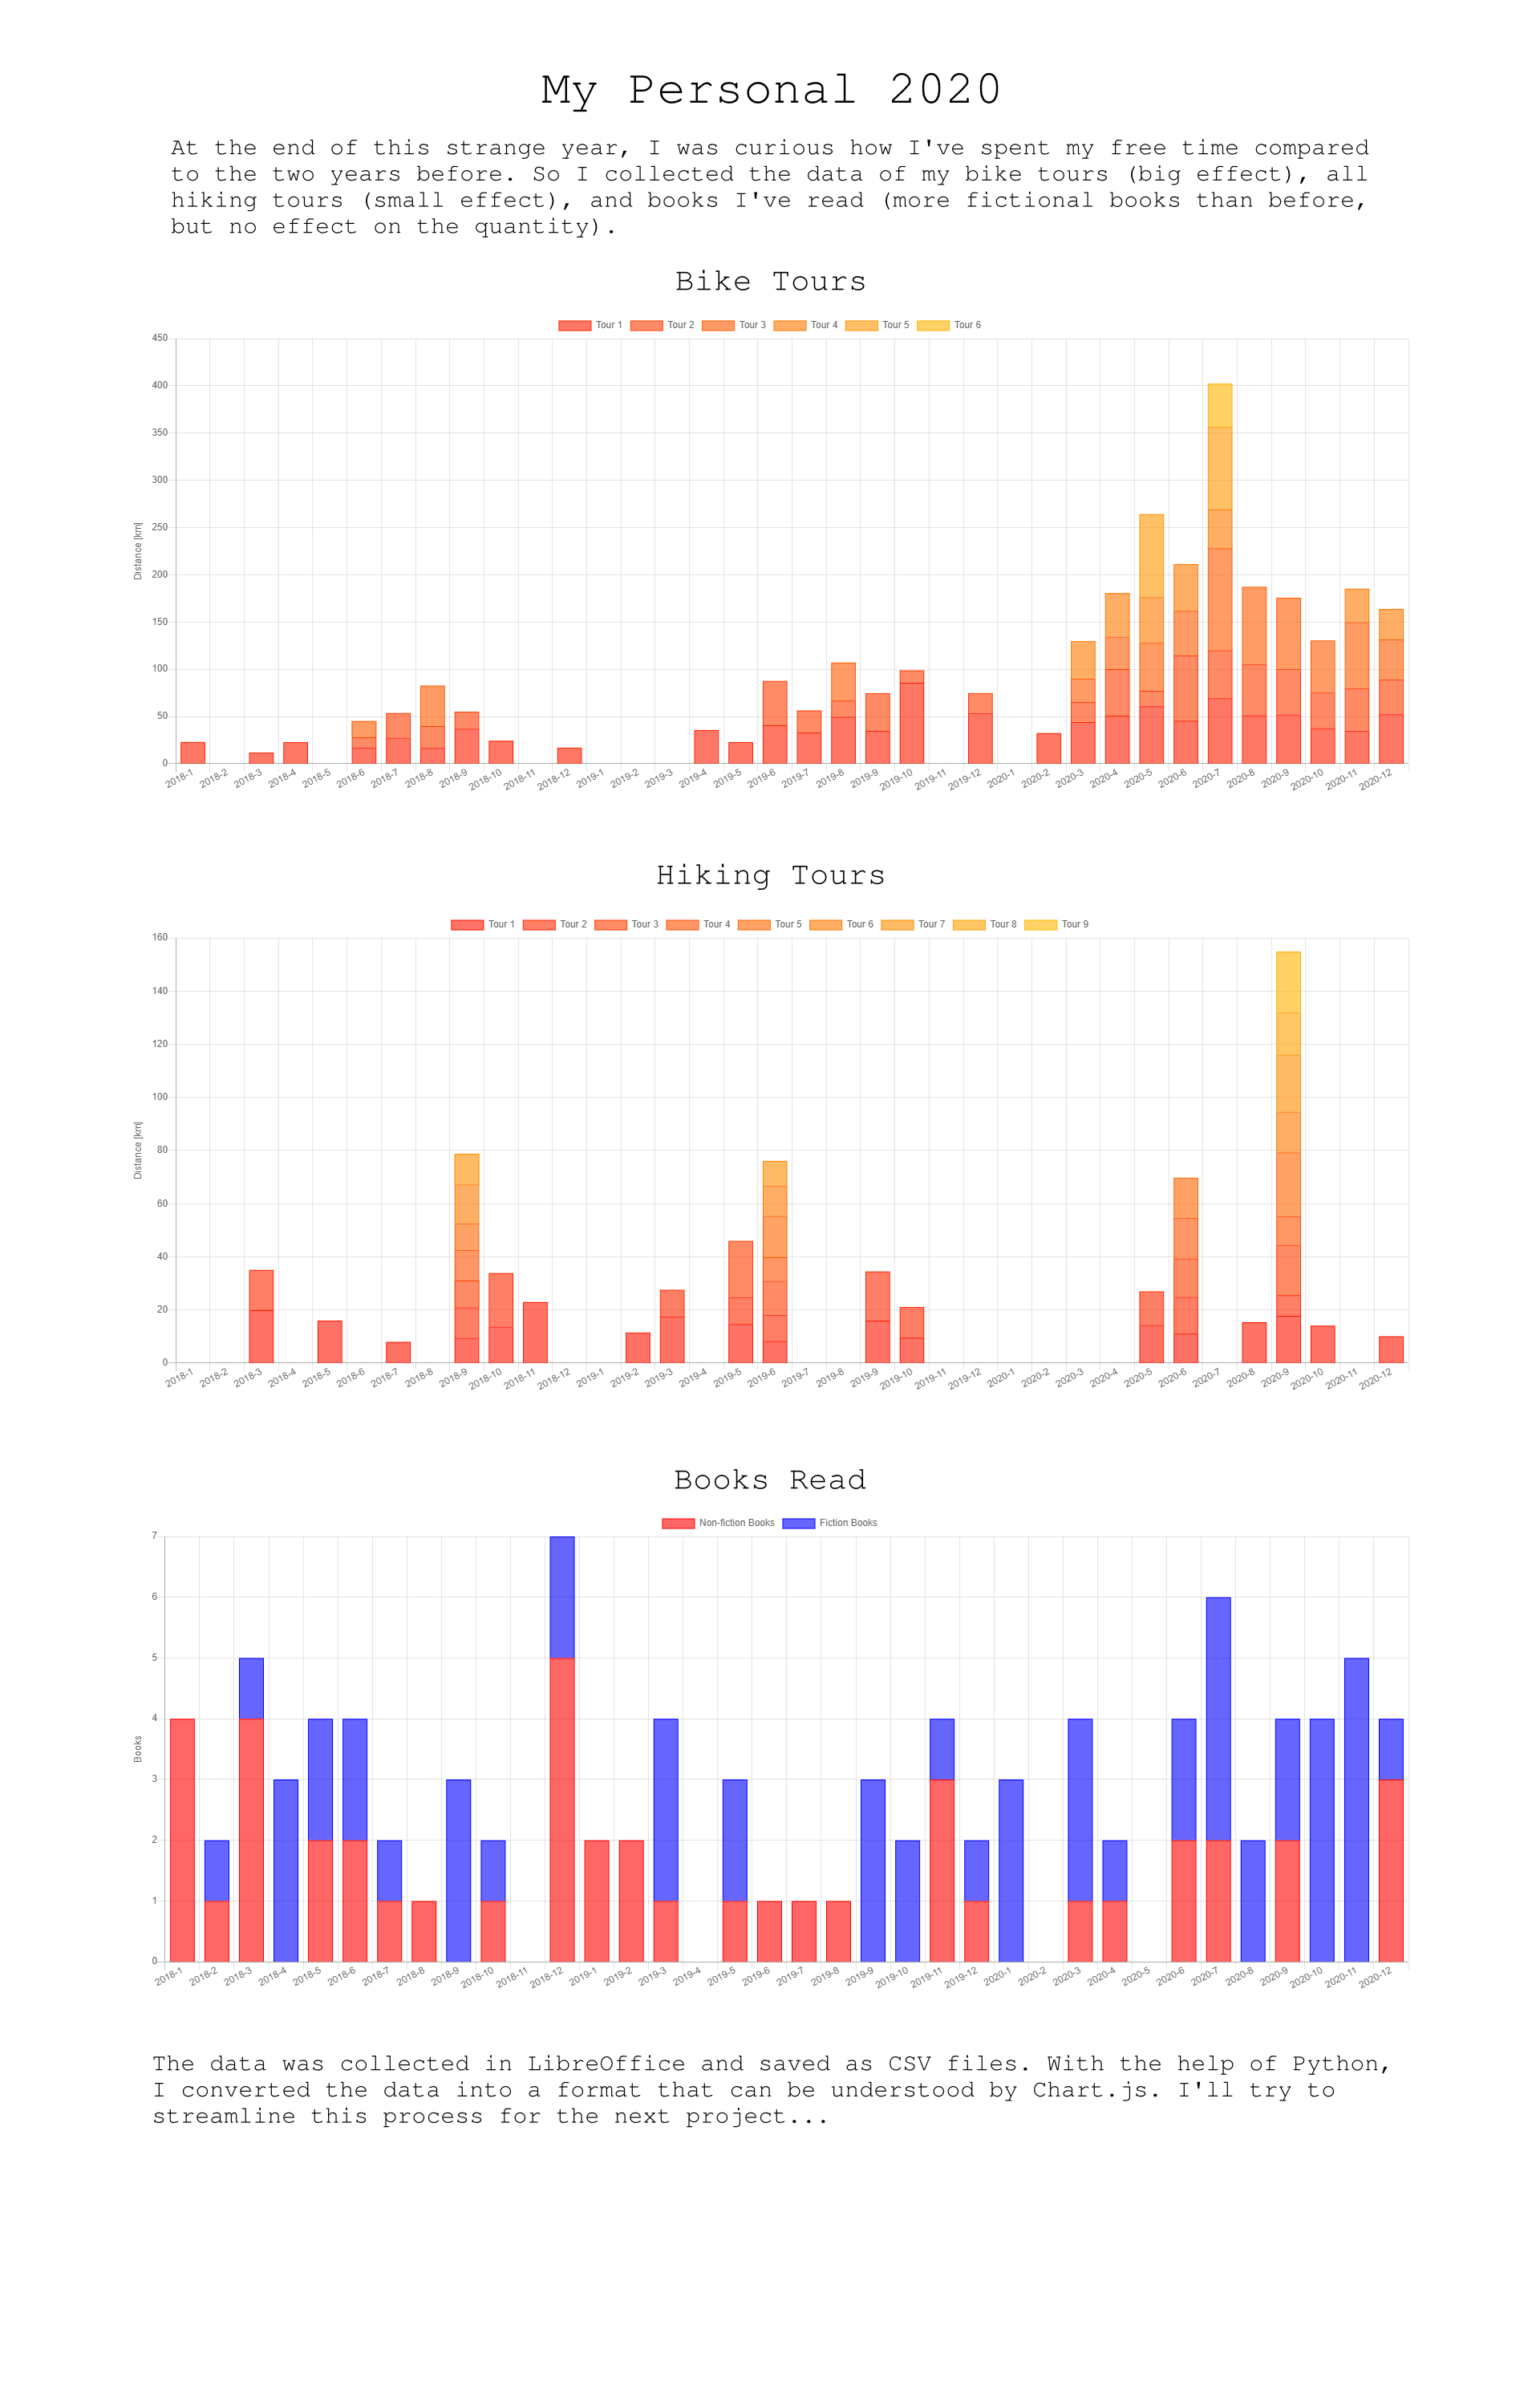 My Personal 2020
At the end of this strange year, I was curious how I've spent my free time compared
to the two years before. So I collected the data of my bike tours (big effect), all
hiking tours (small effect), and books I've read (more fictional books than before,
but no effect on the quantity).
Bike Tours
Tour 1 Tour 2 Tour 3 Tour 4 Tour 5 Tour 6
450
400
350
300
250
200
150
100
50
0
Distance [km]
2018-1 2018-2 2018-3 2018-4 2018-5 2018-6 2018-7 2018-8 2018-9 2018-10 2018-11 2018-12 2019-1 2019-2 2019-3 2019-4 2019-5 2019-6 2019-7 2019-8 2019-9 2019-10 2019-11 2019-12 2020-1 2020-2 2020-3 2020-4 2020-5 2020-6 2020-7 2020-8 2020-9 2020-10 2020-11 2020-12
Hiking Tours
Tour 1 Tour 2 Tour 3 Tour 4 Tour 5 Tour 6 Tour 7 Tour 8 Tour 9
160
140
120
100
80
60
40
20
0
Distance [km]
2018-1 2018-2 2018-3 2018-4 2018-5 2018-6 2018-7 2018-8 2018-9 2018-10 2018-11 2018-12 2019-1 2019-2 2019-3 2019-4 2019-5 2019-6 2019-7 2019-8 2019-9 2019-10 2019-11 2019-12 2020-1 2020-2 2020-3 2020-4 2020-5 2020-6 2020-7 2020-8 2020-9 2020-10 2020-11 2020-12
Books Read
Non-fiction Books Fiction Books
7
6
5
4
3
2
1
0
Books
2018-1 2018-2 2018-3 2018-4 2018-5 2018-6 2018-7 2018-8 2018-9 2018-10 2018-11 2018-12 2019-1 2019-2 2019-3 2019-4 2019-5 2019-6 2019-7 2019-8 2019-9 2019-10 2019-11 2019-12 2020-1 2020-2 2020-3 2020-4 2020-5 2020-6 2020-7 2020-8 2020-9 2020-10 2020-11 2020-12
The data was collected in LibreOffice and saved as CSV files. With the help of Python,
I converted the data into a format that can be understood by Chart.js. I'll try to
streamline this process for the next project...